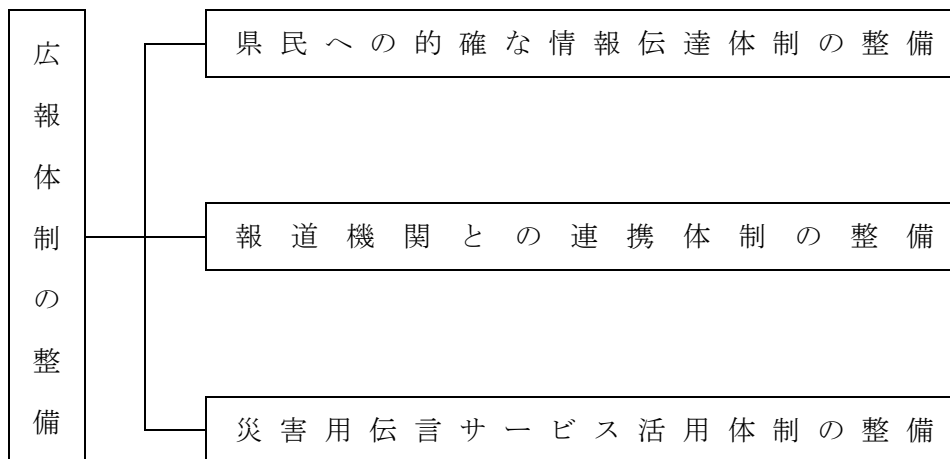 広報体制の整備
県民への的確な情報伝達体制の整備
報道機関との連携体制の整備
災害用伝言サービス活用体制の整備